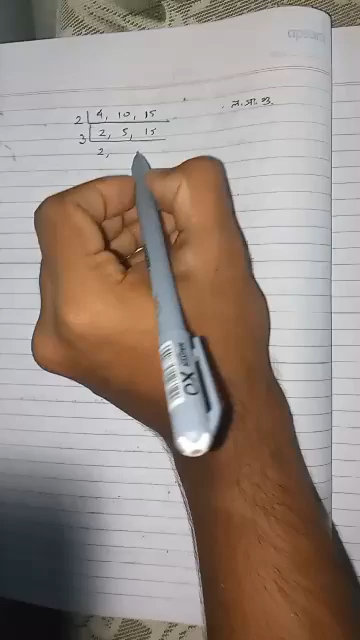 2 | 4, 10, 15
ल.सा.अ.
3 | 2, 5, 15
2,